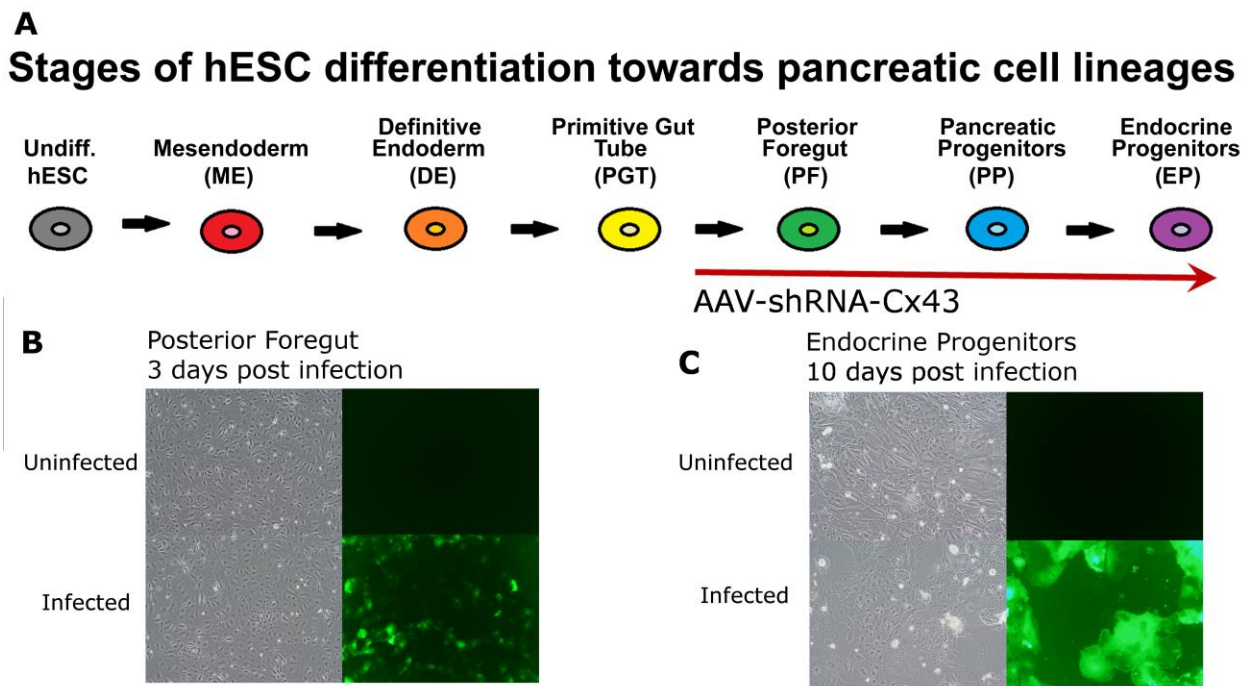 A
Stages of hESC differentiation towards pancreatic cell lineages
Undiff.
hESC
Mesendoderm
(ME)
Definitive
Endoderm
(DE)
Primitive Gut
Tube
(PGT)
Posterior
Foregut
(PF)
Pancreatic
Progenitors
(PP)
Endocrine
Progenitors
(EP)
AAV-shRNA-Cx43
B
Posterior Foregut
3 days post infection
Uninfected
Infected
C
Endocrine Progenitors
10 days post infection
Uninfected
Infected